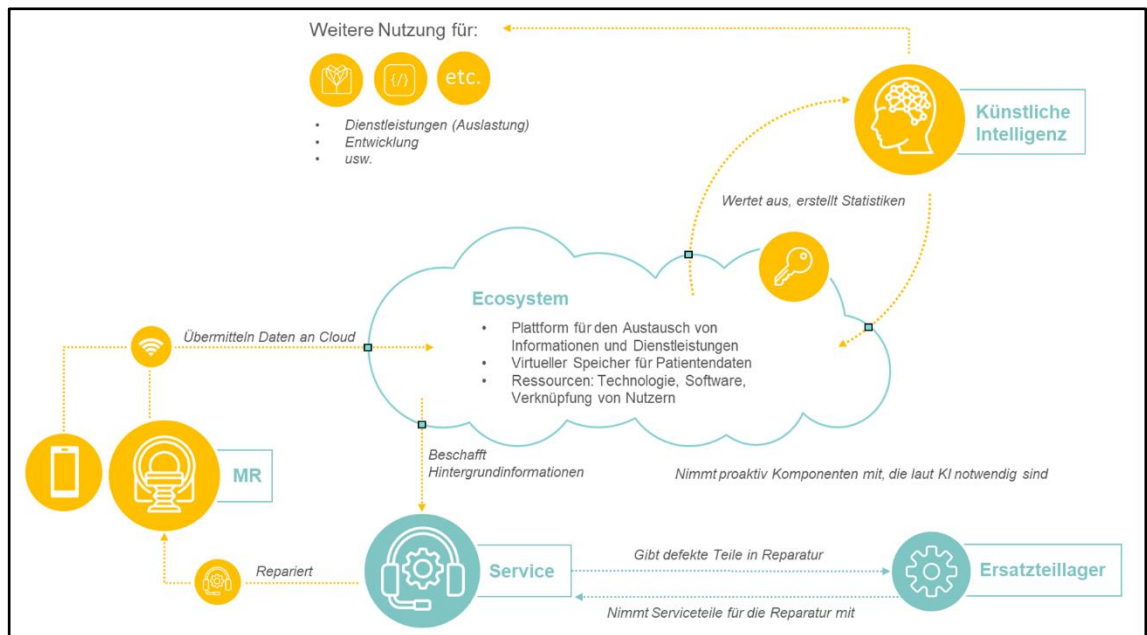 Weitere Nutzung für:
{/}
etc.
• Dienstleistungen (Auslastung)
• Entwicklung
• usw.
Künstliche
Intelligenz
Wertet aus, erstellt Statistiken
Ecosystem
• Plattform für den Austausch von
Informationen und Dienstleistungen
• Virtueller Speicher für Patientendaten
• Ressourcen: Technologie, Software,
Verknüpfung von Nutzern
Übermitteln Daten an Cloud
MR
Beschafft
Hintergrundinformationen
Nimmt proaktiv Komponenten mit, die laut KI notwendig sind
Repariert
Service
Gibt defekte Teile in Reparatur
Ersatzteillager
Nimmt Serviceteile für die Reparatur mit